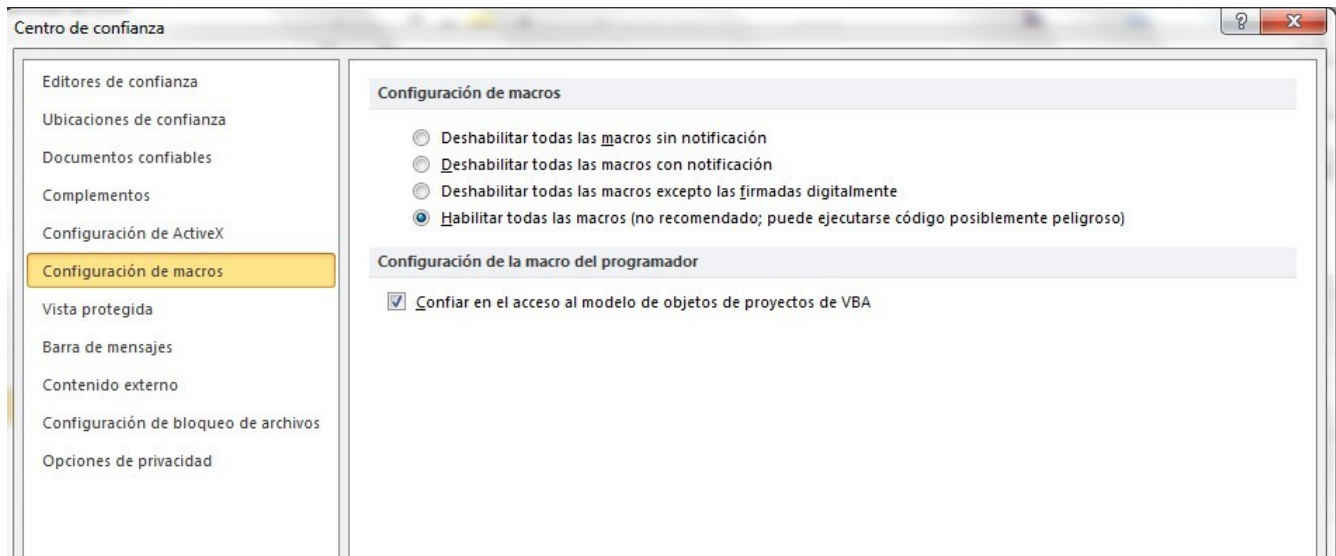 Centro de confianza
Editores de confianza
Ubicaciones de confianza
Documentos confiables
Complementos
Configuración de ActiveX
Configuración de macros
Vista protegida
Barra de mensajes
Contenido externo
Configuración de bloqueo de archivos
Opciones de privacidad
Configuración de macros
Deshabilitar todas las macros sin notificación
Deshabilitar todas las macros con notificación
Deshabilitar todas las macros excepto las firmadas digitalmente
Habilitar todas las macros (no recomendado; puede ejecutarse código posiblemente peligroso)
Configuración de la macro del programador
Confiar en el acceso al modelo de objetos de proyectos de VBA